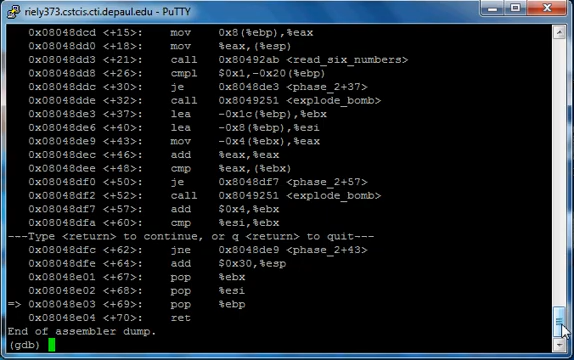 riely373.cstcis.cti.depaul.edu - PuTTY
0x08048dcd <+15>: mov 0x8(%ebp),%eax
0x08048dd0 <+18>: mov %eax,(%esp)
0x08048dd3 <+21>: call 0x80492ab <read_six_numbers>
0x08048dd8 <+26>: cmpl $0x1,-0x20(%ebp)
0x08048ddc <+30>: je 0x8048de3 <phase_2+37>
0x08048dde <+32>: call 0x8049251 <explode_bomb>
0x08048de3 <+37>: lea -0x1c(%ebp),%ebx
0x08048de6 <+40>: lea -0x8(%ebp),%esi
0x08048de9 <+43>: mov -0x4(%ebx),%eax
0x08048dec <+46>: add %eax,%eax
0x08048dee <+48>: cmp %eax,(%ebx)
0x08048df0 <+50>: je 0x8048df7 <phase_2+57>
0x08048df2 <+52>: call 0x8049251 <explode_bomb>
0x08048df7 <+57>: add $0x4,%ebx
0x08048dfa <+60>: cmp %esi,%ebx
---Type <return> to continue, or q <return> to quit---
0x08048dfc <+62>: jne 0x8048de9 <phase_2+43>
0x08048dfe <+64>: add $0x30,%esp
0x08048e01 <+67>: pop %ebx
0x08048e02 <+68>: pop %esi
=> 0x08048e03 <+69>: pop %ebp
0x08048e04 <+70>: ret
End of assembler dump.
(gdb)